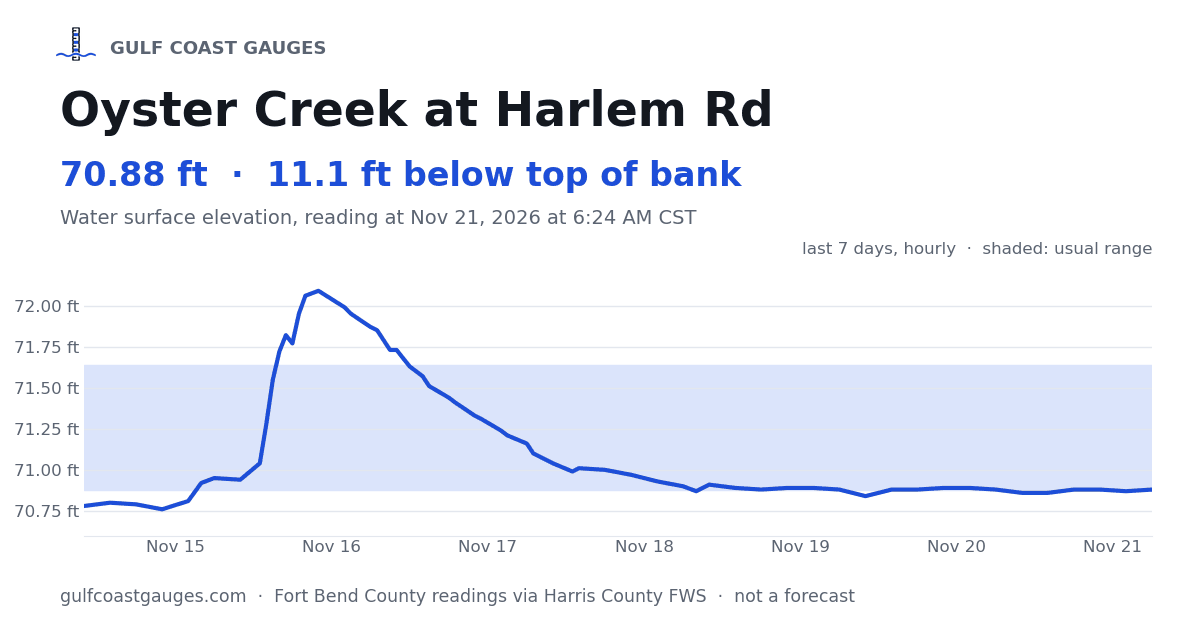 GULF COAST GAUGES
Oyster Creek at Harlem Rd
70.88 ft · 11.1 ft below top of bank
Water surface elevation, reading at Nov 21, 2026 at 6:24 AM CST
last 7 days, hourly · shaded: usual range
72.00 ft
71.75 ft
71.50 ft
71.25 ft
71.00 ft
70.75 ft
Nov 15 Nov 16 Nov 17 Nov 18 Nov 19 Nov 20 Nov 21
gulfcoastgauges.com · Fort Bend County readings via Harris County FWS · not a forecast